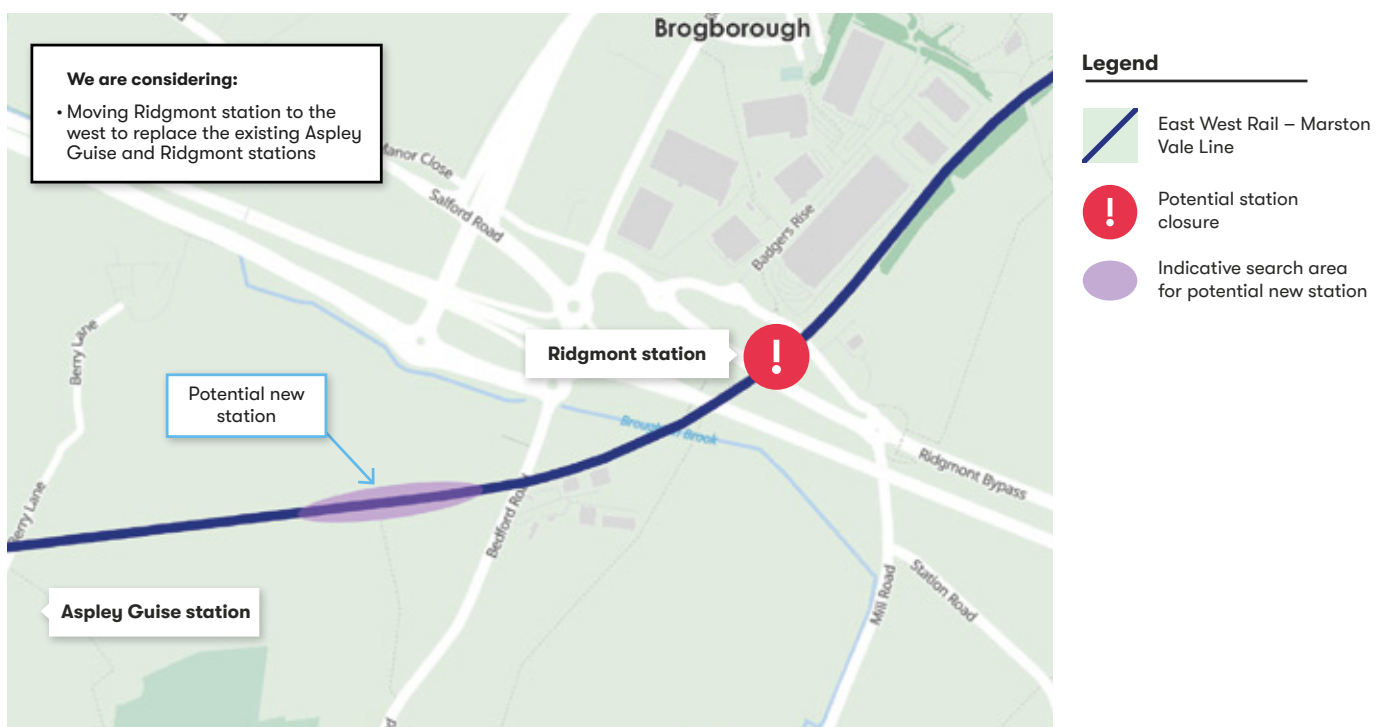 Brogborough
We are considering:
• Moving Ridgmont station to the
west to replace the existing Aspley
Guise and Ridgmont stations
Manor Close
Salford Road
Badgers Rise
Berry Lane
Ridgmont station
Potential new
station
Broughton Brook
Ridgmont Bypass
Bedford Road
Berry Lane
Station Road
Mill Road
Aspley Guise station
Legend
East West Rail – Marston
Vale Line
Potential station
closure
Indicative search area
for potential new station